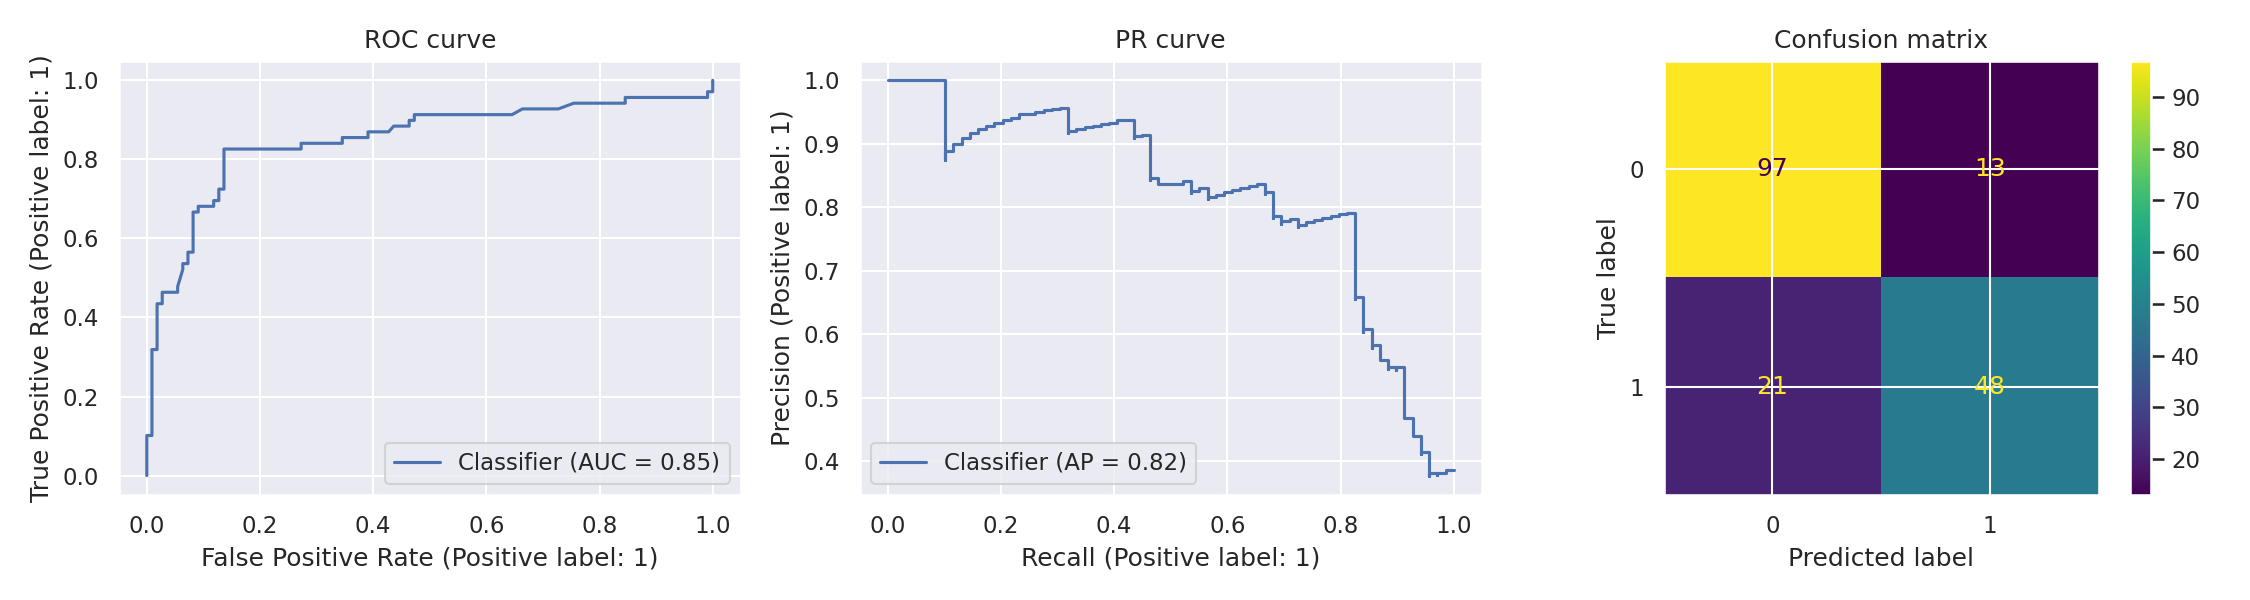 ROC curve
True Positive Rate (Positive label: 1)
1.0
0.8
0.6
0.4
0.2
0.0
Classifier (AUC = 0.85)
0.0 0.2 0.4 0.6 0.8 1.0
False Positive Rate (Positive label: 1)
PR curve
Precision (Positive label: 1)
1.0
0.9
0.8
0.7
0.6
0.5
0.4
Classifier (AP = 0.82)
0.0 0.2 0.4 0.6 0.8 1.0
Recall (Positive label: 1)
Confusion matrix
True label
0
1
97 13
21 48
0 1
Predicted label
90
80
70
60
50
40
30
20